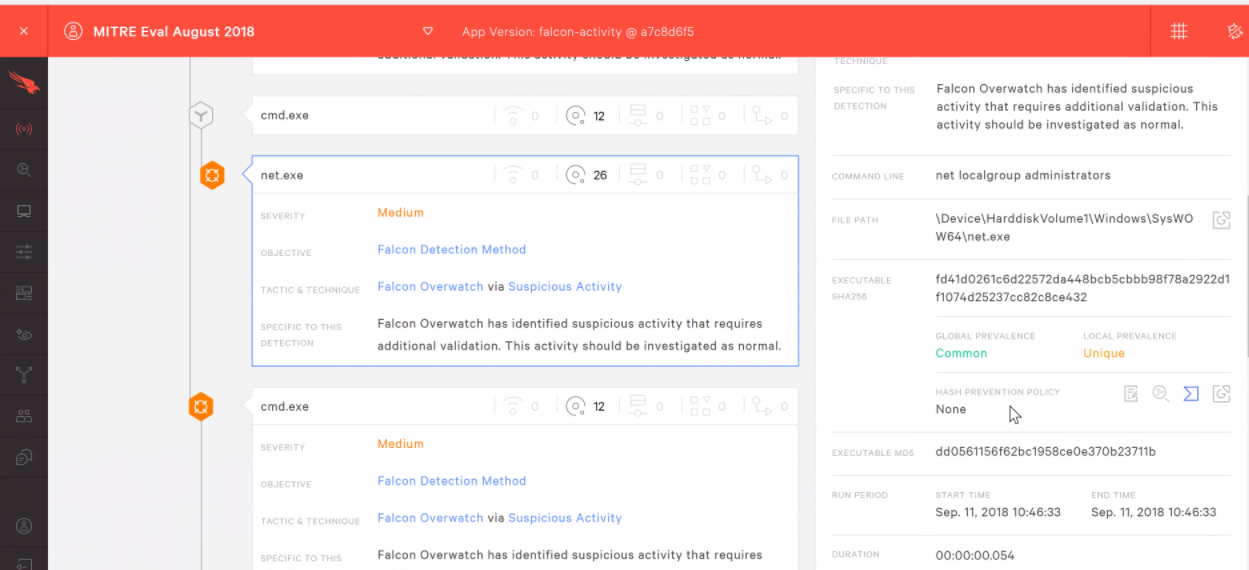 MITRE Eval August 2018
App Version: falcon-activity @ a7c8d6f5
additional validation. This activity should be investigated as normal.
cmd.exe 0 12 0 0 0
net.exe 0 26 0 0 0
SEVERITY Medium
OBJECTIVE Falcon Detection Method
TACTIC & TECHNIQUE Falcon Overwatch via Suspicious Activity
SPECIFIC TO THIS DETECTION
Falcon Overwatch has identified suspicious activity that requires
additional validation. This activity should be investigated as normal.
cmd.exe 0 12 0 0 0
SEVERITY Medium
OBJECTIVE Falcon Detection Method
TACTIC & TECHNIQUE Falcon Overwatch via Suspicious Activity
SPECIFIC TO THIS
Falcon Overwatch has identified suspicious activity that requires
TECHNIQUE
SPECIFIC TO THIS
DETECTION
Falcon Overwatch has identified suspicious
activity that requires additional validation. This
activity should be investigated as normal.
COMMAND LINE net localgroup administrators
FILE PATH \Device\HarddiskVolume1\Windows\SysWO
W64\net.exe
EXECUTABLE
SHA256
fd41d0261c6d22572da448bcb5cbbb98f78a2922d1
f1074d25237cc82c8ce432
GLOBAL PREVALENCE LOCAL PREVALENCE
Common Unique
HASH PREVENTION POLICY
None
EXECUTABLE MD5 dd0561156f62bc1958ce0e370b23711b
RUN PERIOD START TIME END TIME
Sep. 11, 2018 10:46:33 Sep. 11, 2018 10:46:33
DURATION 00:00:00.054